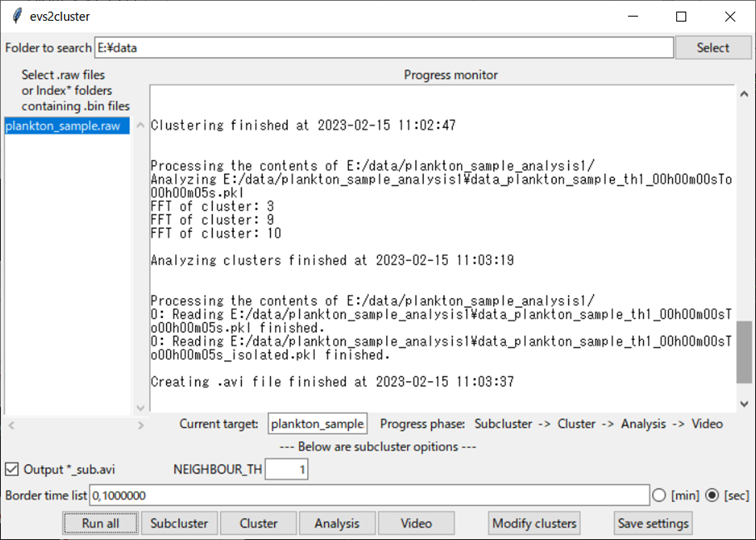 evs2cluster
Folder to search E:¥data Select
Select .raw files
or Index* folders
containing .bin files
plankton_sample.raw
Progress monitor
Clustering finished at 2023-02-15 11:02:47
Processing the contents of E:/data/plankton_sample_analysis1/
Analyzing E:/data/plankton_sample_analysis1¥data_plankton_sample_th1_00h00m00sTo
00h00m05s.pkl
FFT of cluster: 3
FFT of cluster: 9
FFT of cluster: 10
Analyzing clusters finished at 2023-02-15 11:03:19
Processing the contents of E:/data/plankton_sample_analysis1/
0: Reading E:/data/plankton_sample_analysis1¥data_plankton_sample_th1_00h00m00sT
o00h00m05s.pkl finished.
0: Reading E:/data/plankton_sample_analysis1¥data_plankton_sample_th1_00h00m00sT
o00h00m05s_isolated.pkl finished.
Creating .avi file finished at 2023-02-15 11:03:37
Current target: plankton_sample Progress phase: Subcluster -> Cluster -> Analysis -> Video
--- Below are subcluster opitions ---
Output *_sub.avi NEIGHBOUR_TH 1
Border time list 0,1000000 [min] [sec]
Run all Subcluster Cluster Analysis Video Modify clusters Save settings